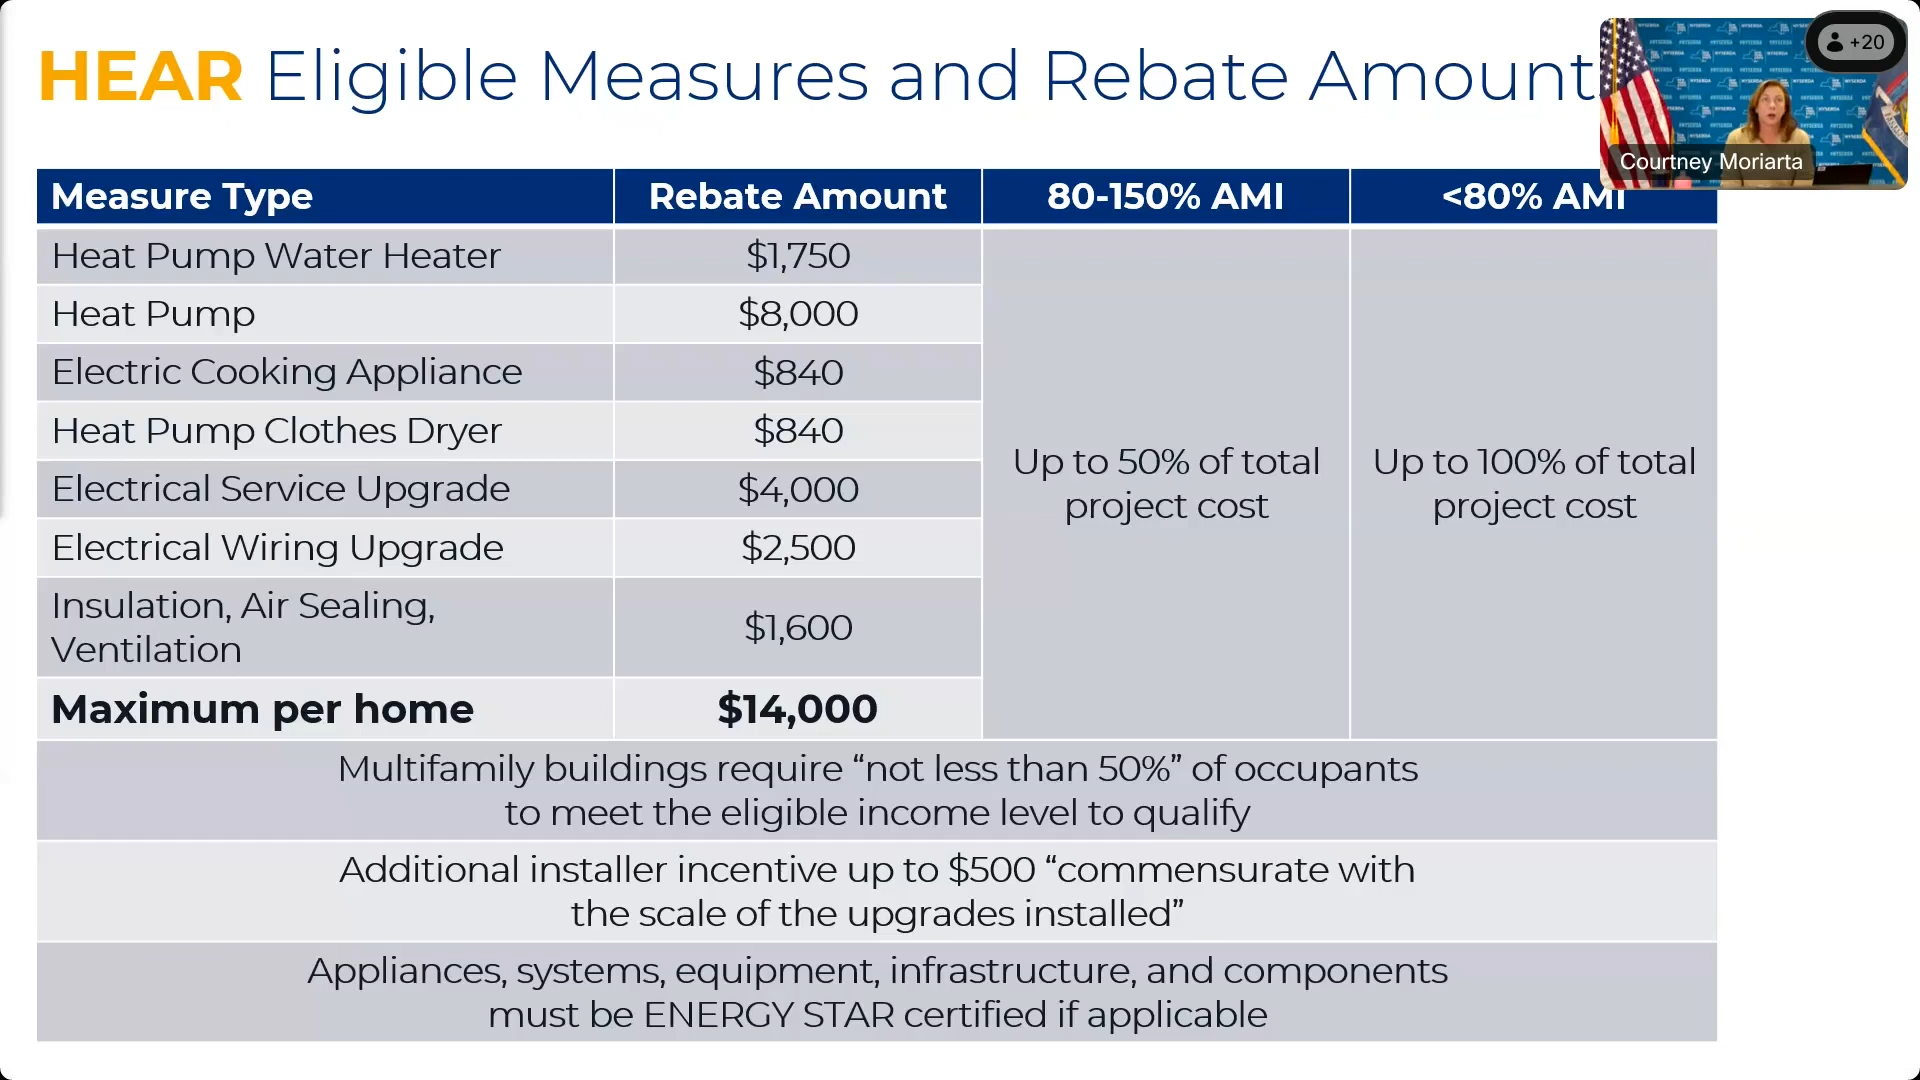 HEAR Eligible Measures and Rebate Amount
+20
Courtney Moriarta
Measure Type Rebate Amount 80-150% AMI <80% AMI
Heat Pump Water Heater $1,750
Heat Pump $8,000
Electric Cooking Appliance $840
Heat Pump Clothes Dryer $840
Up to 50% of total Up to 100% of total
Electrical Service Upgrade $4,000
project cost project cost
Electrical Wiring Upgrade $2,500
Insulation, Air Sealing,
Ventilation $1,600
Maximum per home $14,000
Multifamily buildings require “not less than 50%” of occupants
to meet the eligible income level to qualify
Additional installer incentive up to $500 “commensurate with
the scale of the upgrades installed”
Appliances, systems, equipment, infrastructure, and components
must be ENERGY STAR certified if applicable